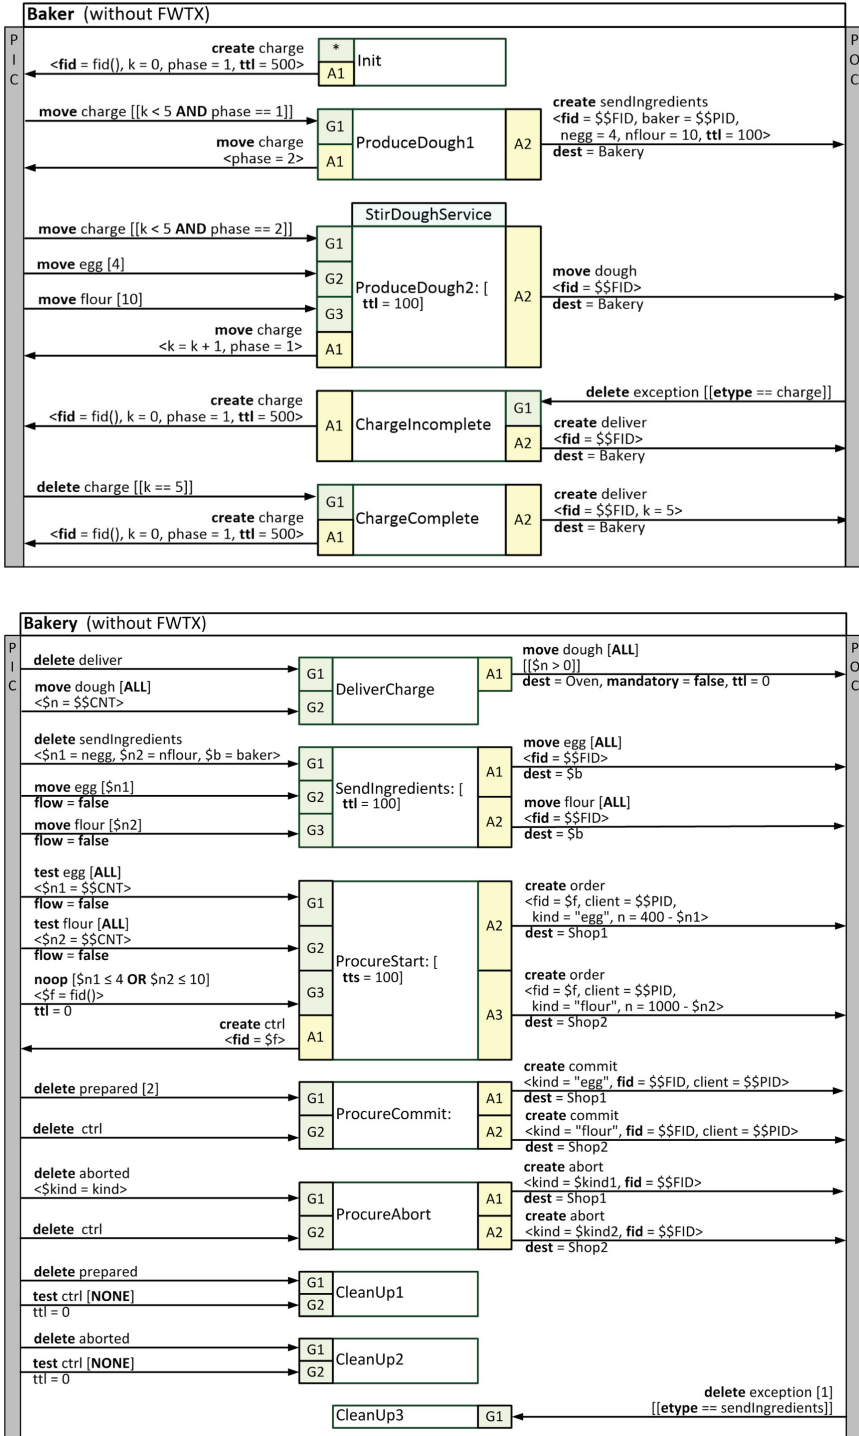 Baker (without FWTX)
P
I
C
P
O
C
create charge
<fid = fid(), k = 0, phase = 1, ttl = 500>
*
A1
Init
move charge [[k < 5 AND phase == 1]]
move charge
<phase = 2>
G1
A1
ProduceDough1
A2
create sendIngredients
<fid = $$FID, baker = $$PID,
negg = 4, nflour = 10, ttl = 100>
dest = Bakery
StirDoughService
move charge [[k < 5 AND phase == 2]]
move egg [4]
move flour [10]
move charge
<k = k + 1, phase = 1>
G1
G2
G3
A1
ProduceDough2: [
ttl = 100]
A2
move dough
<fid = $$FID>
dest = Bakery
create charge
<fid = fid(), k = 0, phase = 1, ttl = 500>
A1
ChargeIncomplete
G1
A2
delete exception [[etype == charge]]
create deliver
<fid = $$FID>
dest = Bakery
delete charge [[k == 5]]
create charge
<fid = fid(), k = 0, phase = 1, ttl = 500>
G1
A1
ChargeComplete
A2
create deliver
<fid = $$FID, k = 5>
dest = Bakery
Bakery (without FWTX)
P
I
C
P
O
C
delete deliver
move dough [ALL]
<$n = $$CNT>
G1
G2
DeliverCharge
A1
move dough [ALL]
[[$n > 0]]
dest = Oven, mandatory = false, ttl = 0
delete sendIngredients
<$n1 = negg, $n2 = nflour, $b = baker>
move egg [$n1]
flow = false
move flour [$n2]
flow = false
G1
G2
G3
SendIngredients: [
ttl = 100]
A1
A2
move egg [ALL]
<fid = $$FID>
dest = $b
move flour [ALL]
<fid = $$FID>
dest = $b
test egg [ALL]
<$n1 = $$CNT>
flow = false
test flour [ALL]
<$n2 = $$CNT>
flow = false
noop [$n1 ≤ 4 OR $n2 ≤ 10]
<$f = fid()>
ttl = 0
create ctrl
<fid = $f>
G1
G2
G3
A1
ProcureStart: [
tts = 100]
A2
A3
create order
<fid = $f, client = $$PID,
kind = "egg", n = 400 - $n1>
dest = Shop1
create order
<fid = $f, client = $$PID,
kind = "flour", n = 1000 - $n2>
dest = Shop2
delete prepared [2]
delete ctrl
G1
G2
ProcureCommit:
A1
A2
create commit
<kind = "egg", fid = $$FID, client = $$PID>
dest = Shop1
create commit
<kind = "flour", fid = $$FID, client = $$PID>
dest = Shop2
delete aborted
<$kind = kind>
delete ctrl
G1
G2
ProcureAbort
A1
A2
create abort
<kind = $kind1, fid = $$FID>
dest = Shop1
create abort
<kind = $kind2, fid = $$FID>
dest = Shop2
delete prepared
test ctrl [NONE]
ttl = 0
G1
G2
CleanUp1
delete aborted
test ctrl [NONE]
ttl = 0
G1
G2
CleanUp2
CleanUp3
G1
delete exception [1]
[[etype == sendIngredients]]